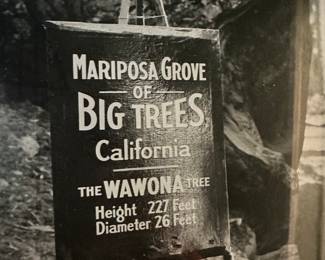 MARIPOSA GROVE
OF
BIG TREES
California
THE WAWONA TREE
Height 227 Feet
Diameter 26 Feet